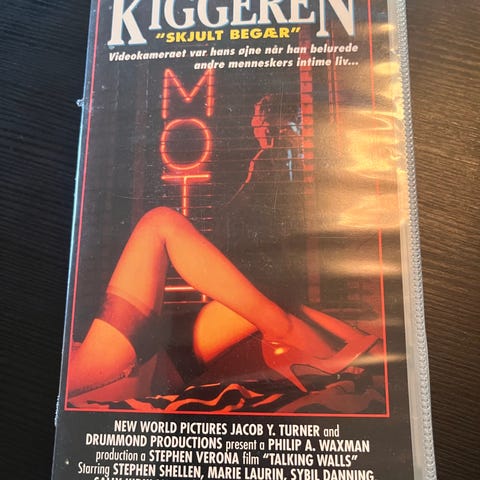 KIGGEREN
"SKJULT BEGÆR"
Videokameraet var hans øjne når han belurede
andre menneskers intime liv...
MOT
NEW WORLD PICTURES JACOB Y. TURNER and
DRUMMOND PRODUCTIONS present a PHILIP A. WAXMAN
production a STEPHEN VERONA film "TALKING WALLS"
Starring STEPHEN SHELLEN, MARIE LAURIN, SYBIL DANNING
SALLY